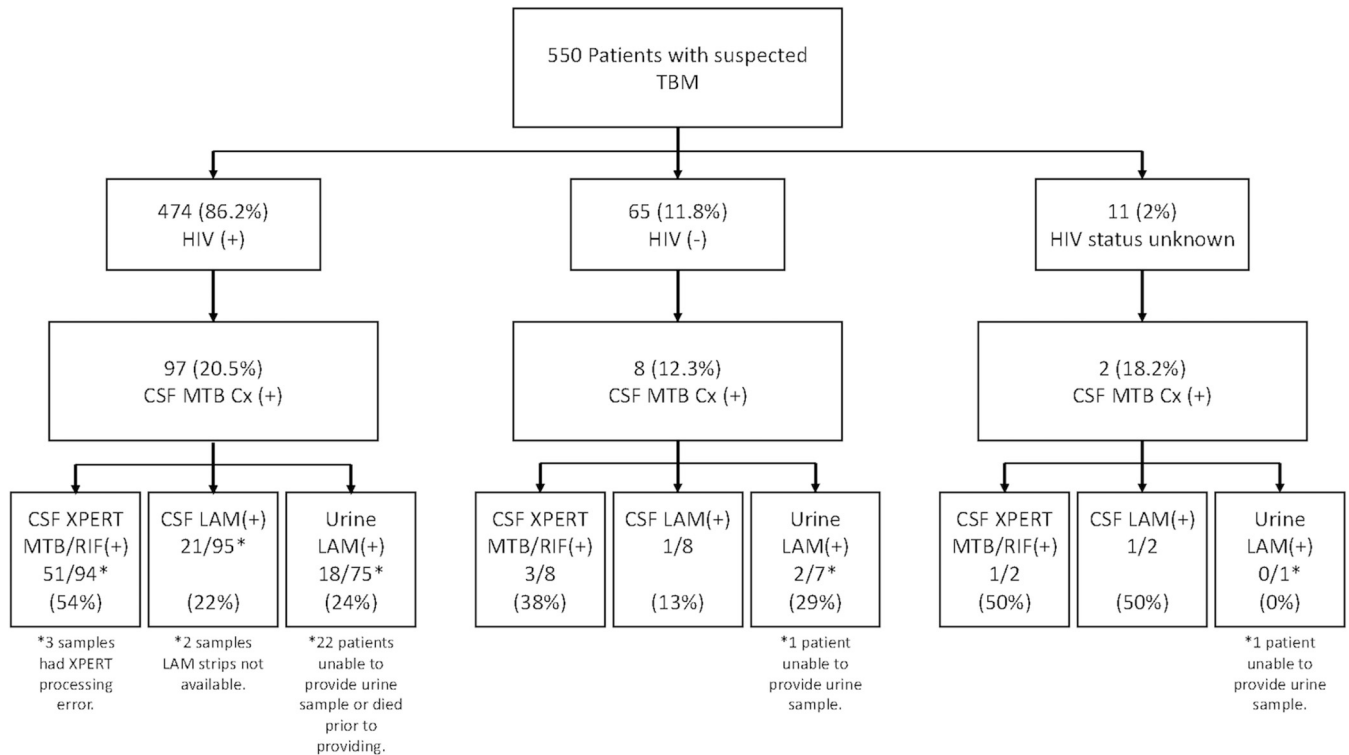 550 Patients with suspected
TBM
474 (86.2%)
HIV (+)
65 (11.8%)
HIV (-)
11 (2%)
HIV status unknown
97 (20.5%)
CSF MTB Cx (+)
8 (12.3%)
CSF MTB Cx (+)
2 (18.2%)
CSF MTB Cx (+)
CSF XPERT
MTB/RIF(+)
51/94*
(54%)
CSF LAM(+)
21/95*
(22%)
Urine
LAM(+)
18/75*
(24%)
CSF XPERT
MTB/RIF(+)
3/8
(38%)
CSF LAM(+)
1/8
(13%)
Urine
LAM(+)
2/7*
(29%)
CSF XPERT
MTB/RIF(+)
1/2
(50%)
CSF LAM(+)
1/2
(50%)
Urine
LAM(+)
0/1*
(0%)
*3 samples
had XPERT
processing
error.
*2 samples
LAM strips not
available.
*22 patients
unable to
provide urine
sample or died
prior to
providing.
*1 patient
unable to
provide urine
sample.
*1 patient
unable to
provide urine
sample.